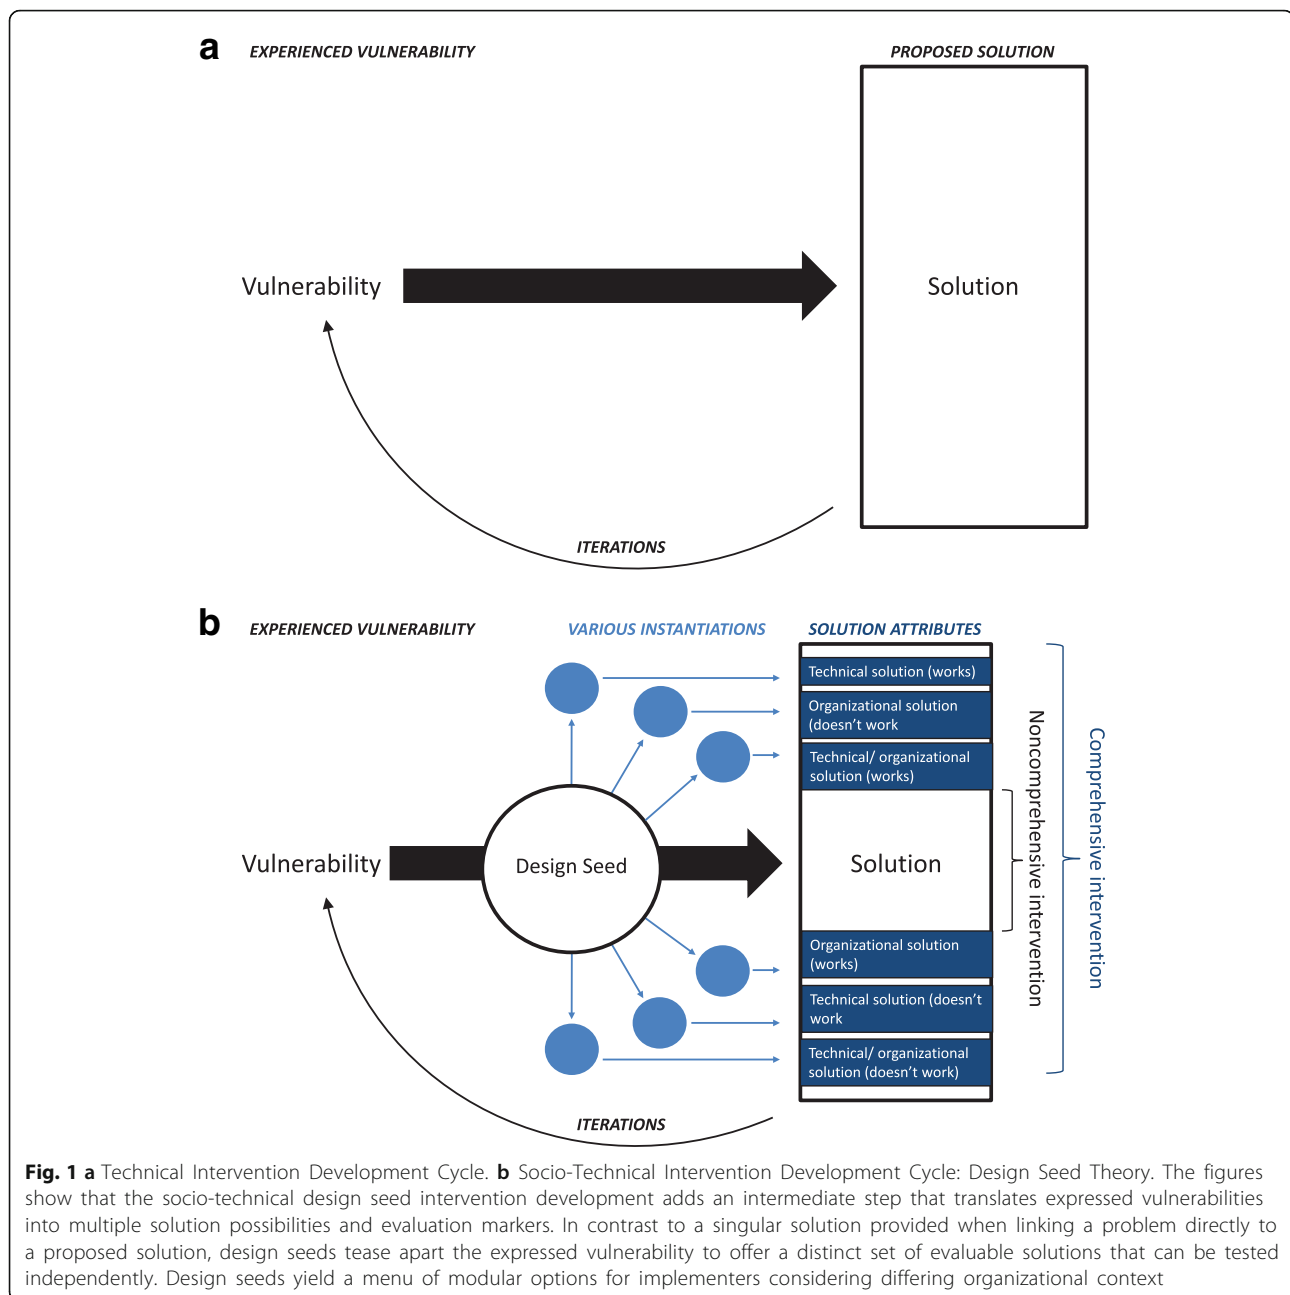 a
EXPERIENCED VULNERABILITY
PROPOSED SOLUTION
Vulnerability
Solution
ITERATIONS
b
EXPERIENCED VULNERABILITY
VARIOUS INSTANTIATIONS
SOLUTION ATTRIBUTES
Technical solution (works)
Organizational solution
(doesn't work
Technical/ organizational
solution (works)
Vulnerability
Design Seed
Solution
Organizational solution
(works)
Technical solution (doesn't
work
Technical/ organizational
solution (doesn't work)
Noncomprehensive intervention
Comprehensive intervention
ITERATIONS
Fig. 1 a Technical Intervention Development Cycle. b Socio-Technical Intervention Development Cycle: Design Seed Theory. The figures
show that the socio-technical design seed intervention development adds an intermediate step that translates expressed vulnerabilities
into multiple solution possibilities and evaluation markers. In contrast to a singular solution provided when linking a problem directly to
a proposed solution, design seeds tease apart the expressed vulnerability to offer a distinct set of evaluable solutions that can be tested
independently. Design seeds yield a menu of modular options for implementers considering differing organizational context